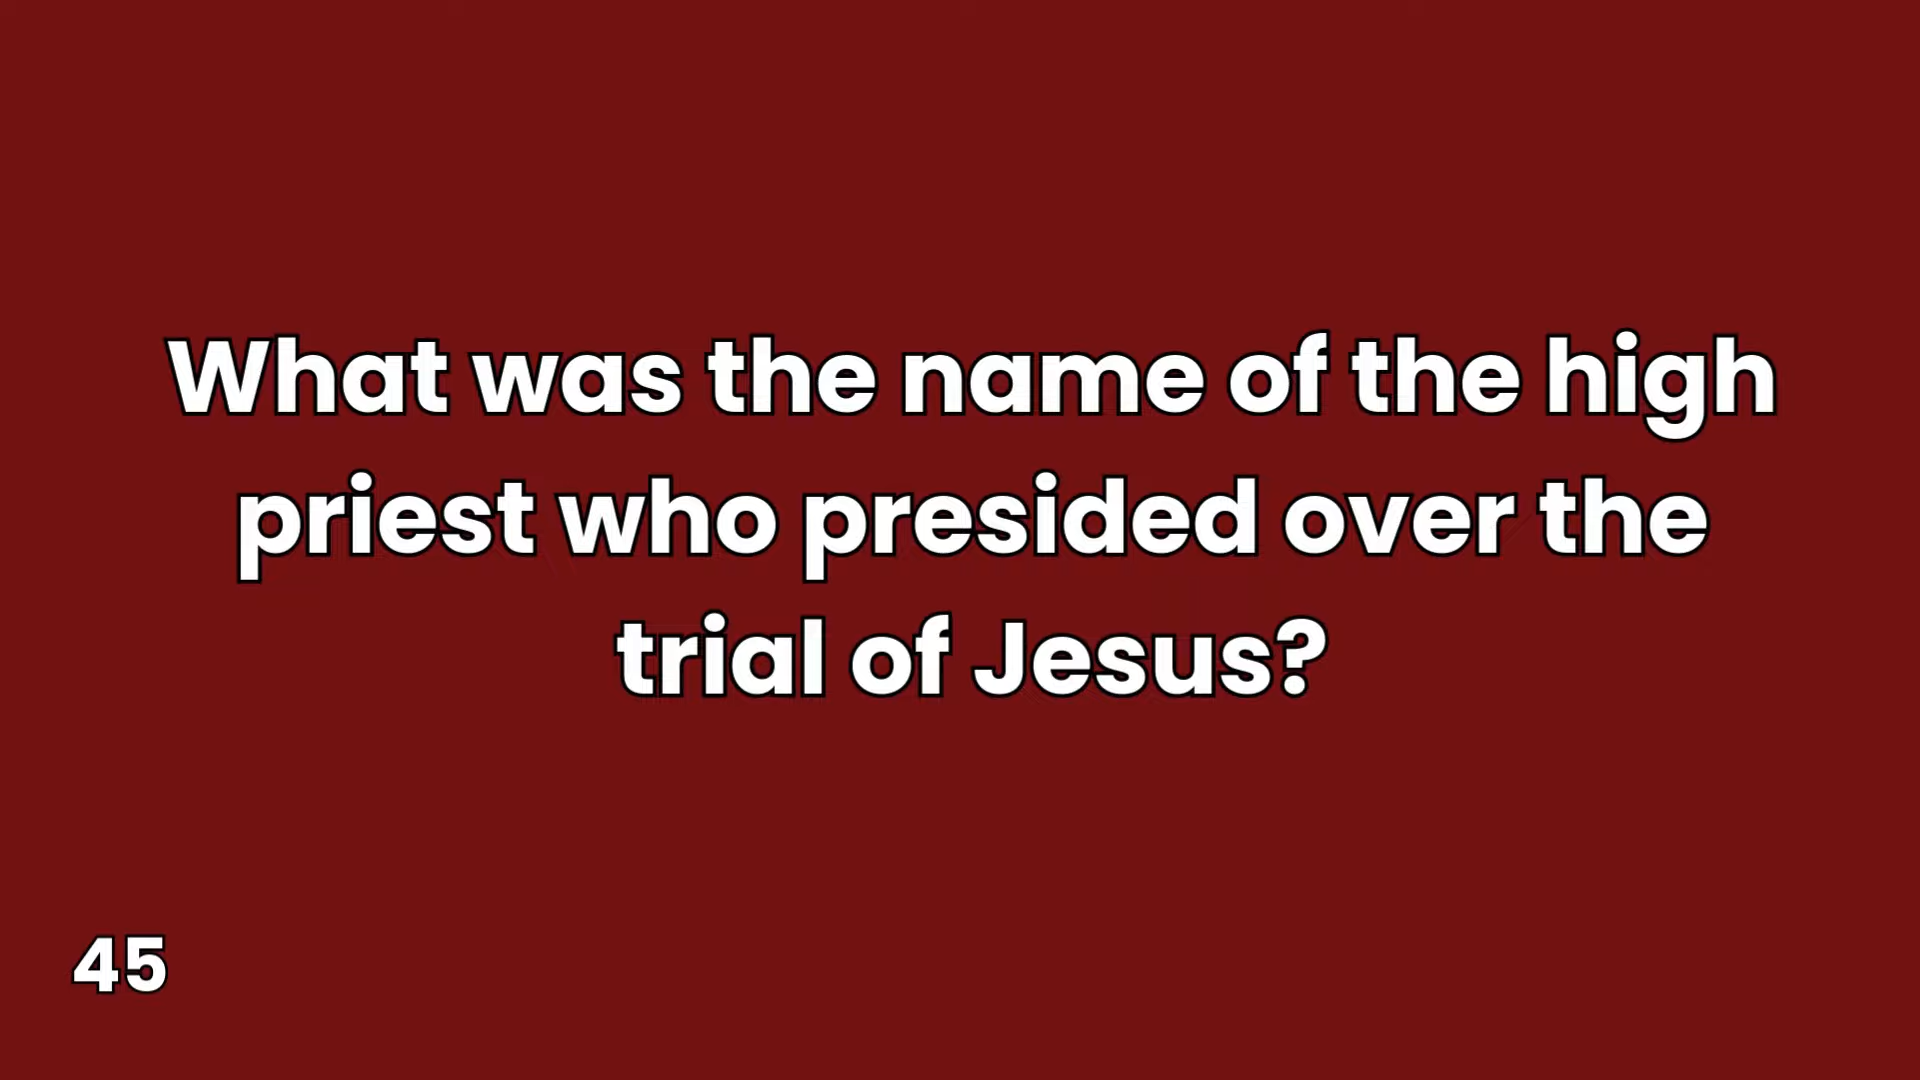 What was the name of the high
priest who presided over the
trial of Jesus?
45